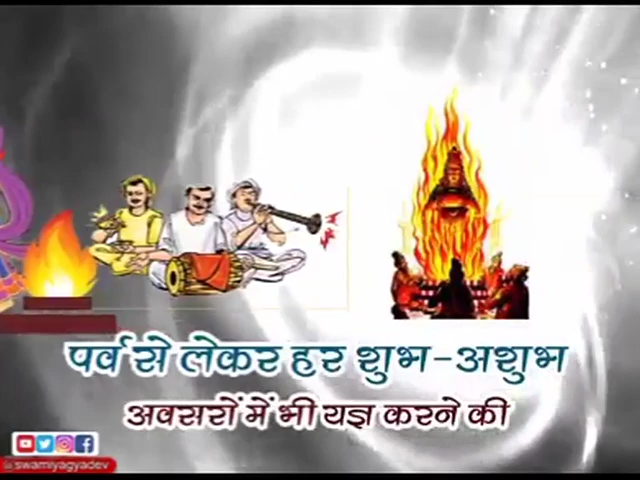 पर्व से लेकर हर शुभ-अशुभ
अवसरों में भी यज्ञ करने की
@swamiyagyadev